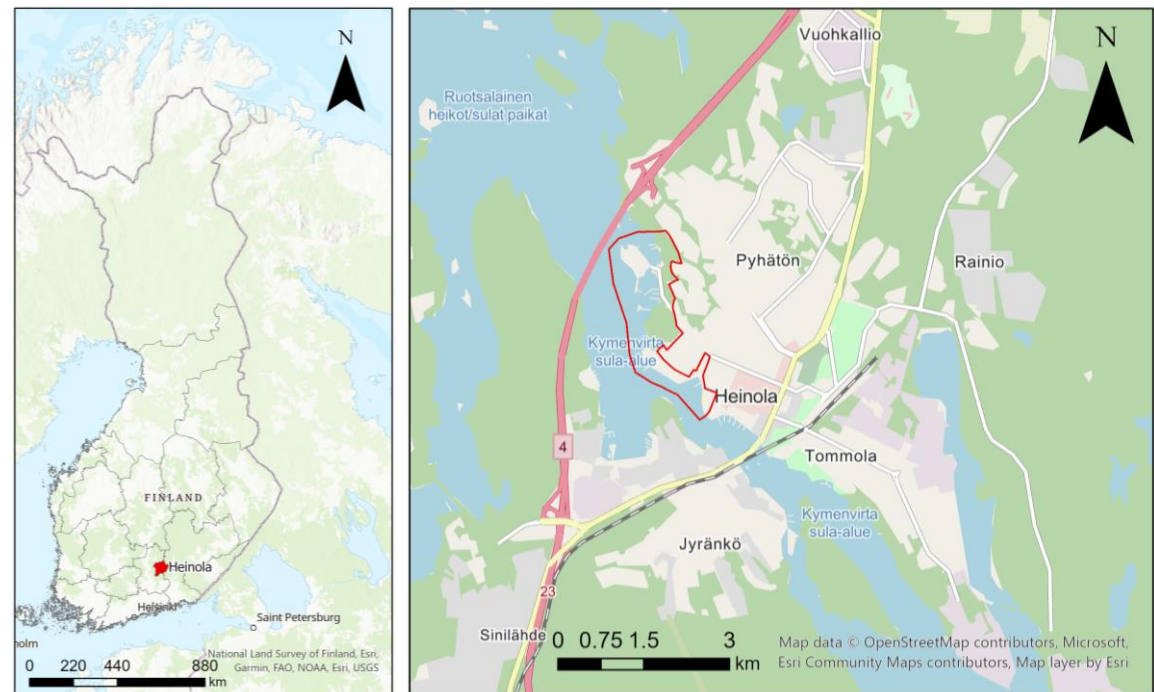 N
FINLAND
Heinola
Helsinki
Saint Petersburg
holm
National Land Survey of Finland, Esri,
Garmin, FAO, NOAA, Esri, USGS
0 220 440 880
km
N
Vuohkallio
Ruotsalainen
heikot/sulat paikat
Pyhätön
Rainio
Kymenvirta
sula-alue
Heinola
4
Tommola
Kymenvirta
sula-alue
Jyränkö
23
Sinilähde
0 0.75 1.5 3
km
Map data © OpenStreetMap contributors, Microsoft,
Esri Community Maps contributors, Map layer by Esri